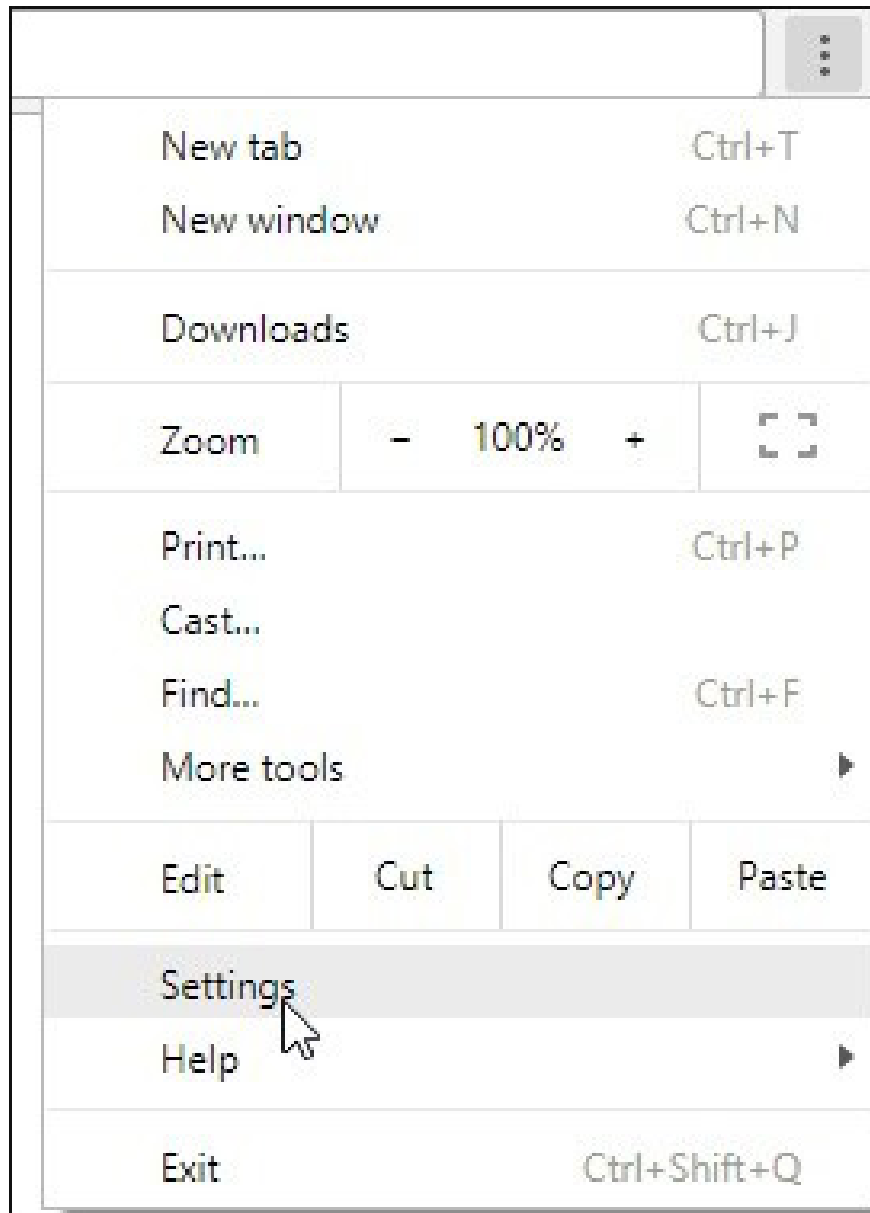 New tab Ctrl+T
New window Ctrl+N
Downloads Ctrl+J
Zoom - 100% +
Print... Ctrl+P
Cast...
Find... Ctrl+F
More tools
Edit Cut Copy Paste
Settings
Help
Exit Ctrl+Shift+Q